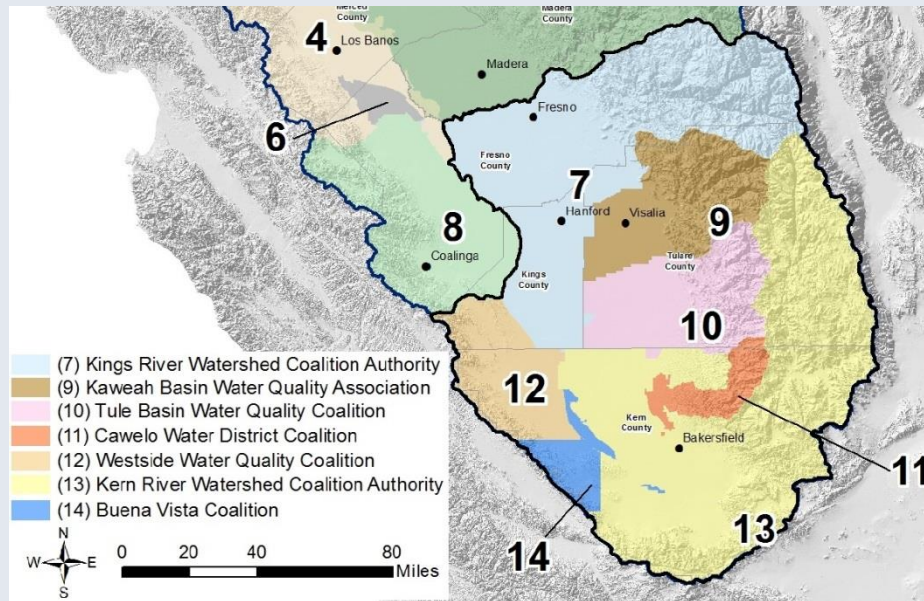 Merced
County
Madera
County
4
Los Banos
Madera
6
Fresno
Fresno
County
7
8
Hanford
Visalia
9
Coalinga
Kings
County
Tulare
County
10
(7) Kings River Watershed Coalition Authority
(9) Kaweah Basin Water Quality Association
(10) Tule Basin Water Quality Coalition
(11) Cawelo Water District Coalition
(12) Westside Water Quality Coalition
(13) Kern River Watershed Coalition Authority
(14) Buena Vista Coalition
12
Kern
County
Bakersfield
11
13
14
N
W E
S
0 20 40 80
Miles